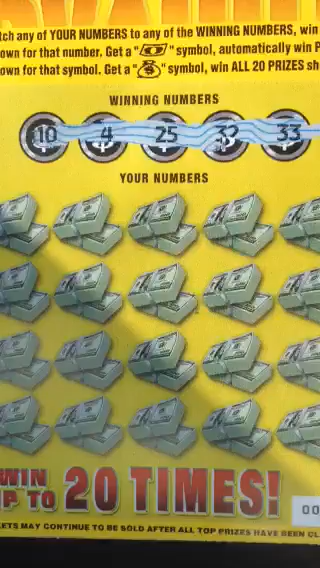 tch any of YOUR NUMBERS to any of the WINNING NUMBERS, win
own for that number. Get a " " symbol, automatically win P
own for that symbol. Get a " " symbol, win ALL 20 PRIZES sh
WINNING NUMBERS
10 4 25 32 33
YOUR NUMBERS
WIN
UP TO 20 TIMES!
00
KETS MAY CONTINUE TO BE SOLD AFTER ALL TOP PRIZES HAVE BEEN CL